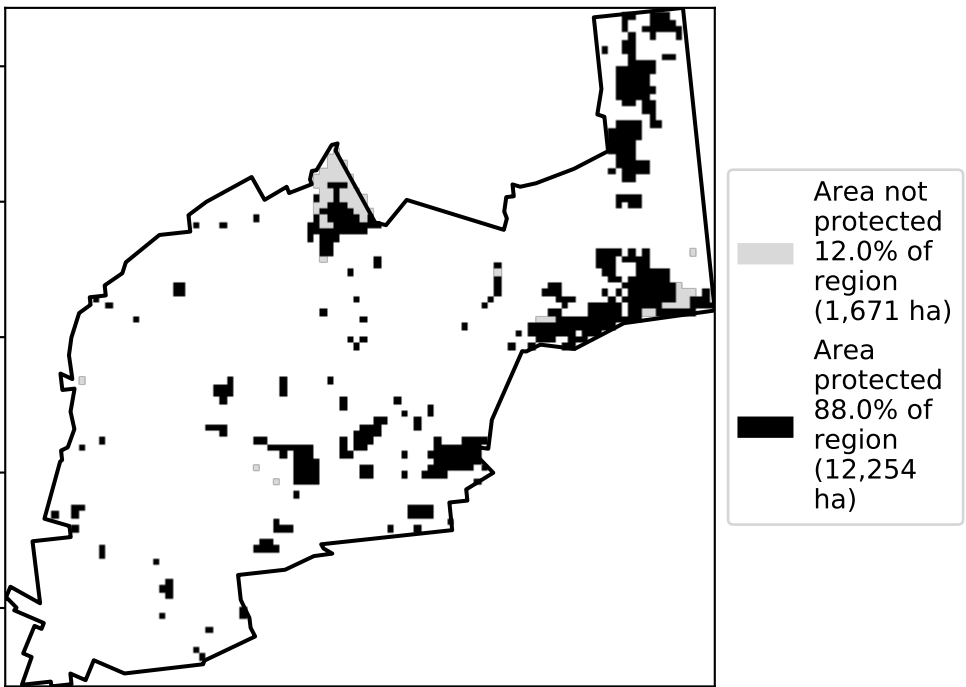 Area not
protected
12.0% of
region
(1,671 ha)
Area
protected
88.0% of
region
(12,254
ha)